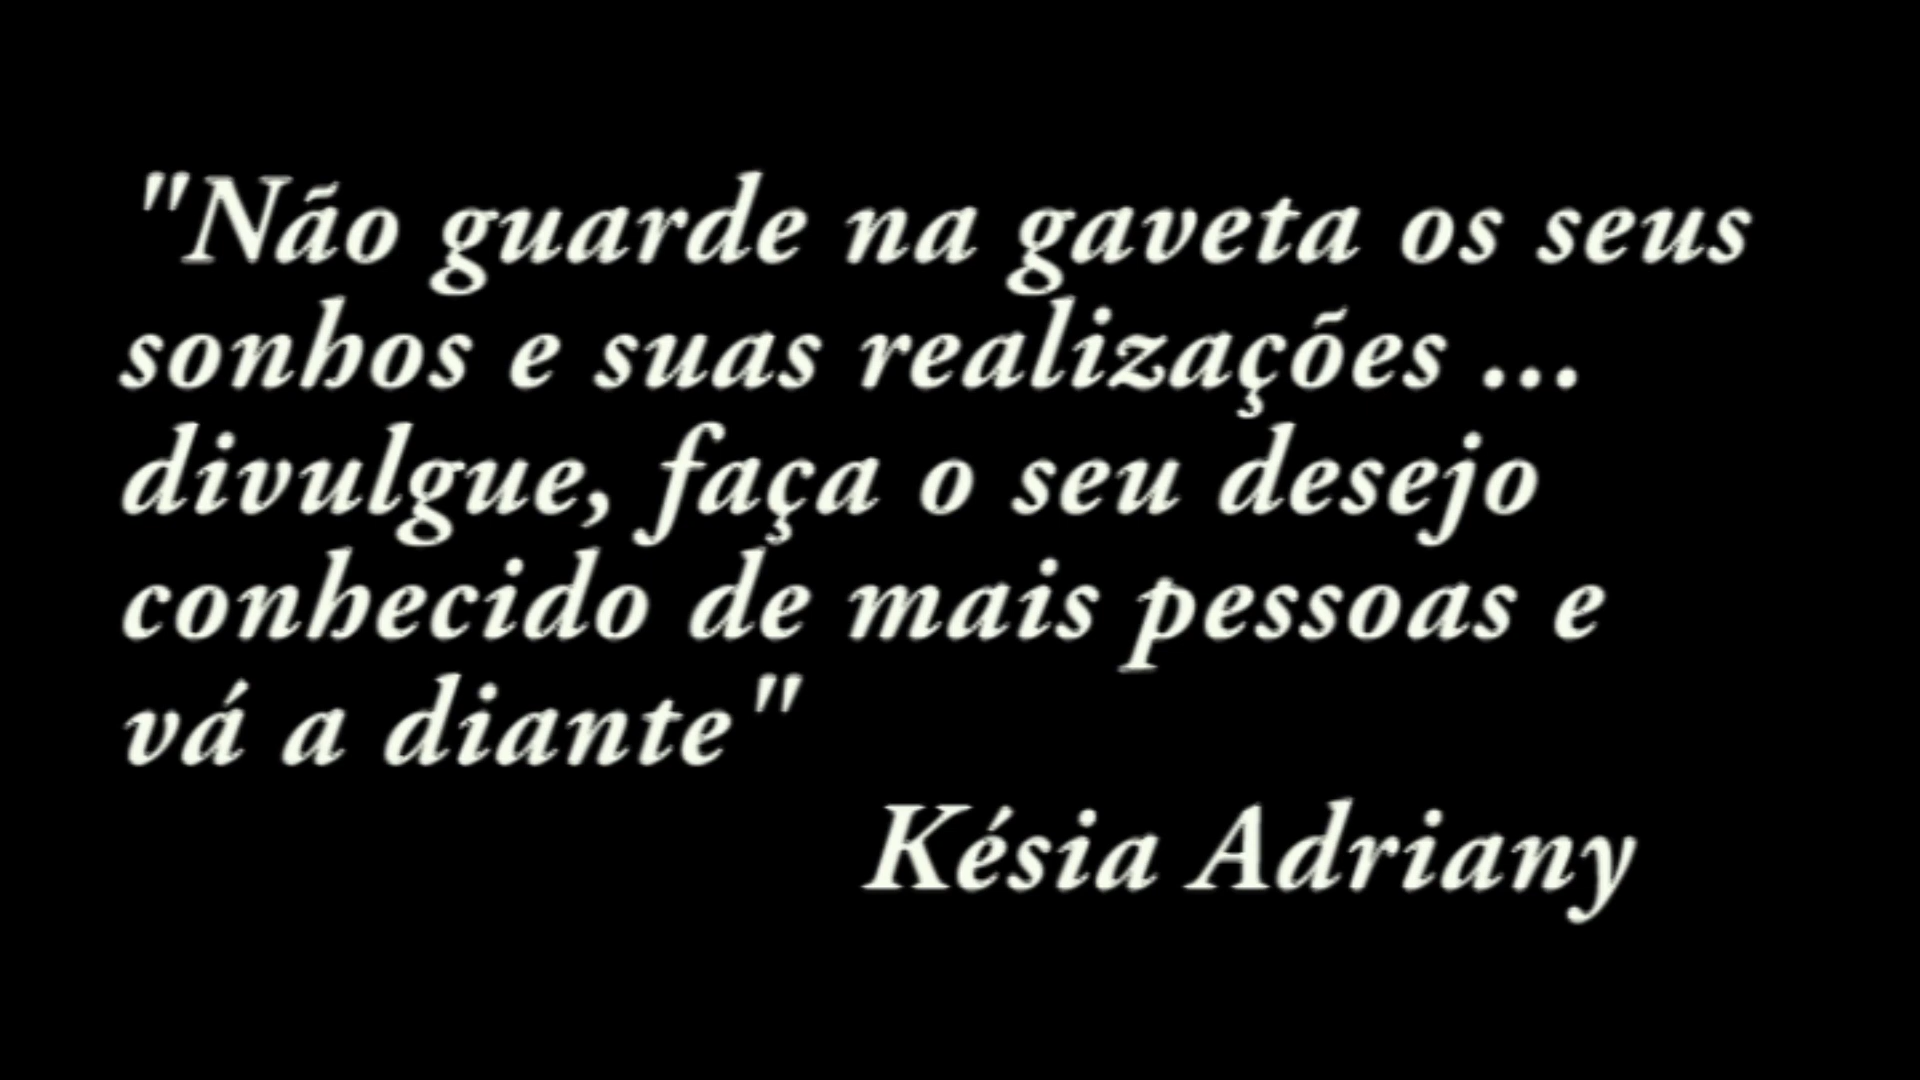 "Não guarde na gaveta os seus
sonhos e suas realizações ...
divulgue, faça o seu desejo
conhecido de mais pessoas e
vá a diante"
Késia Adriany